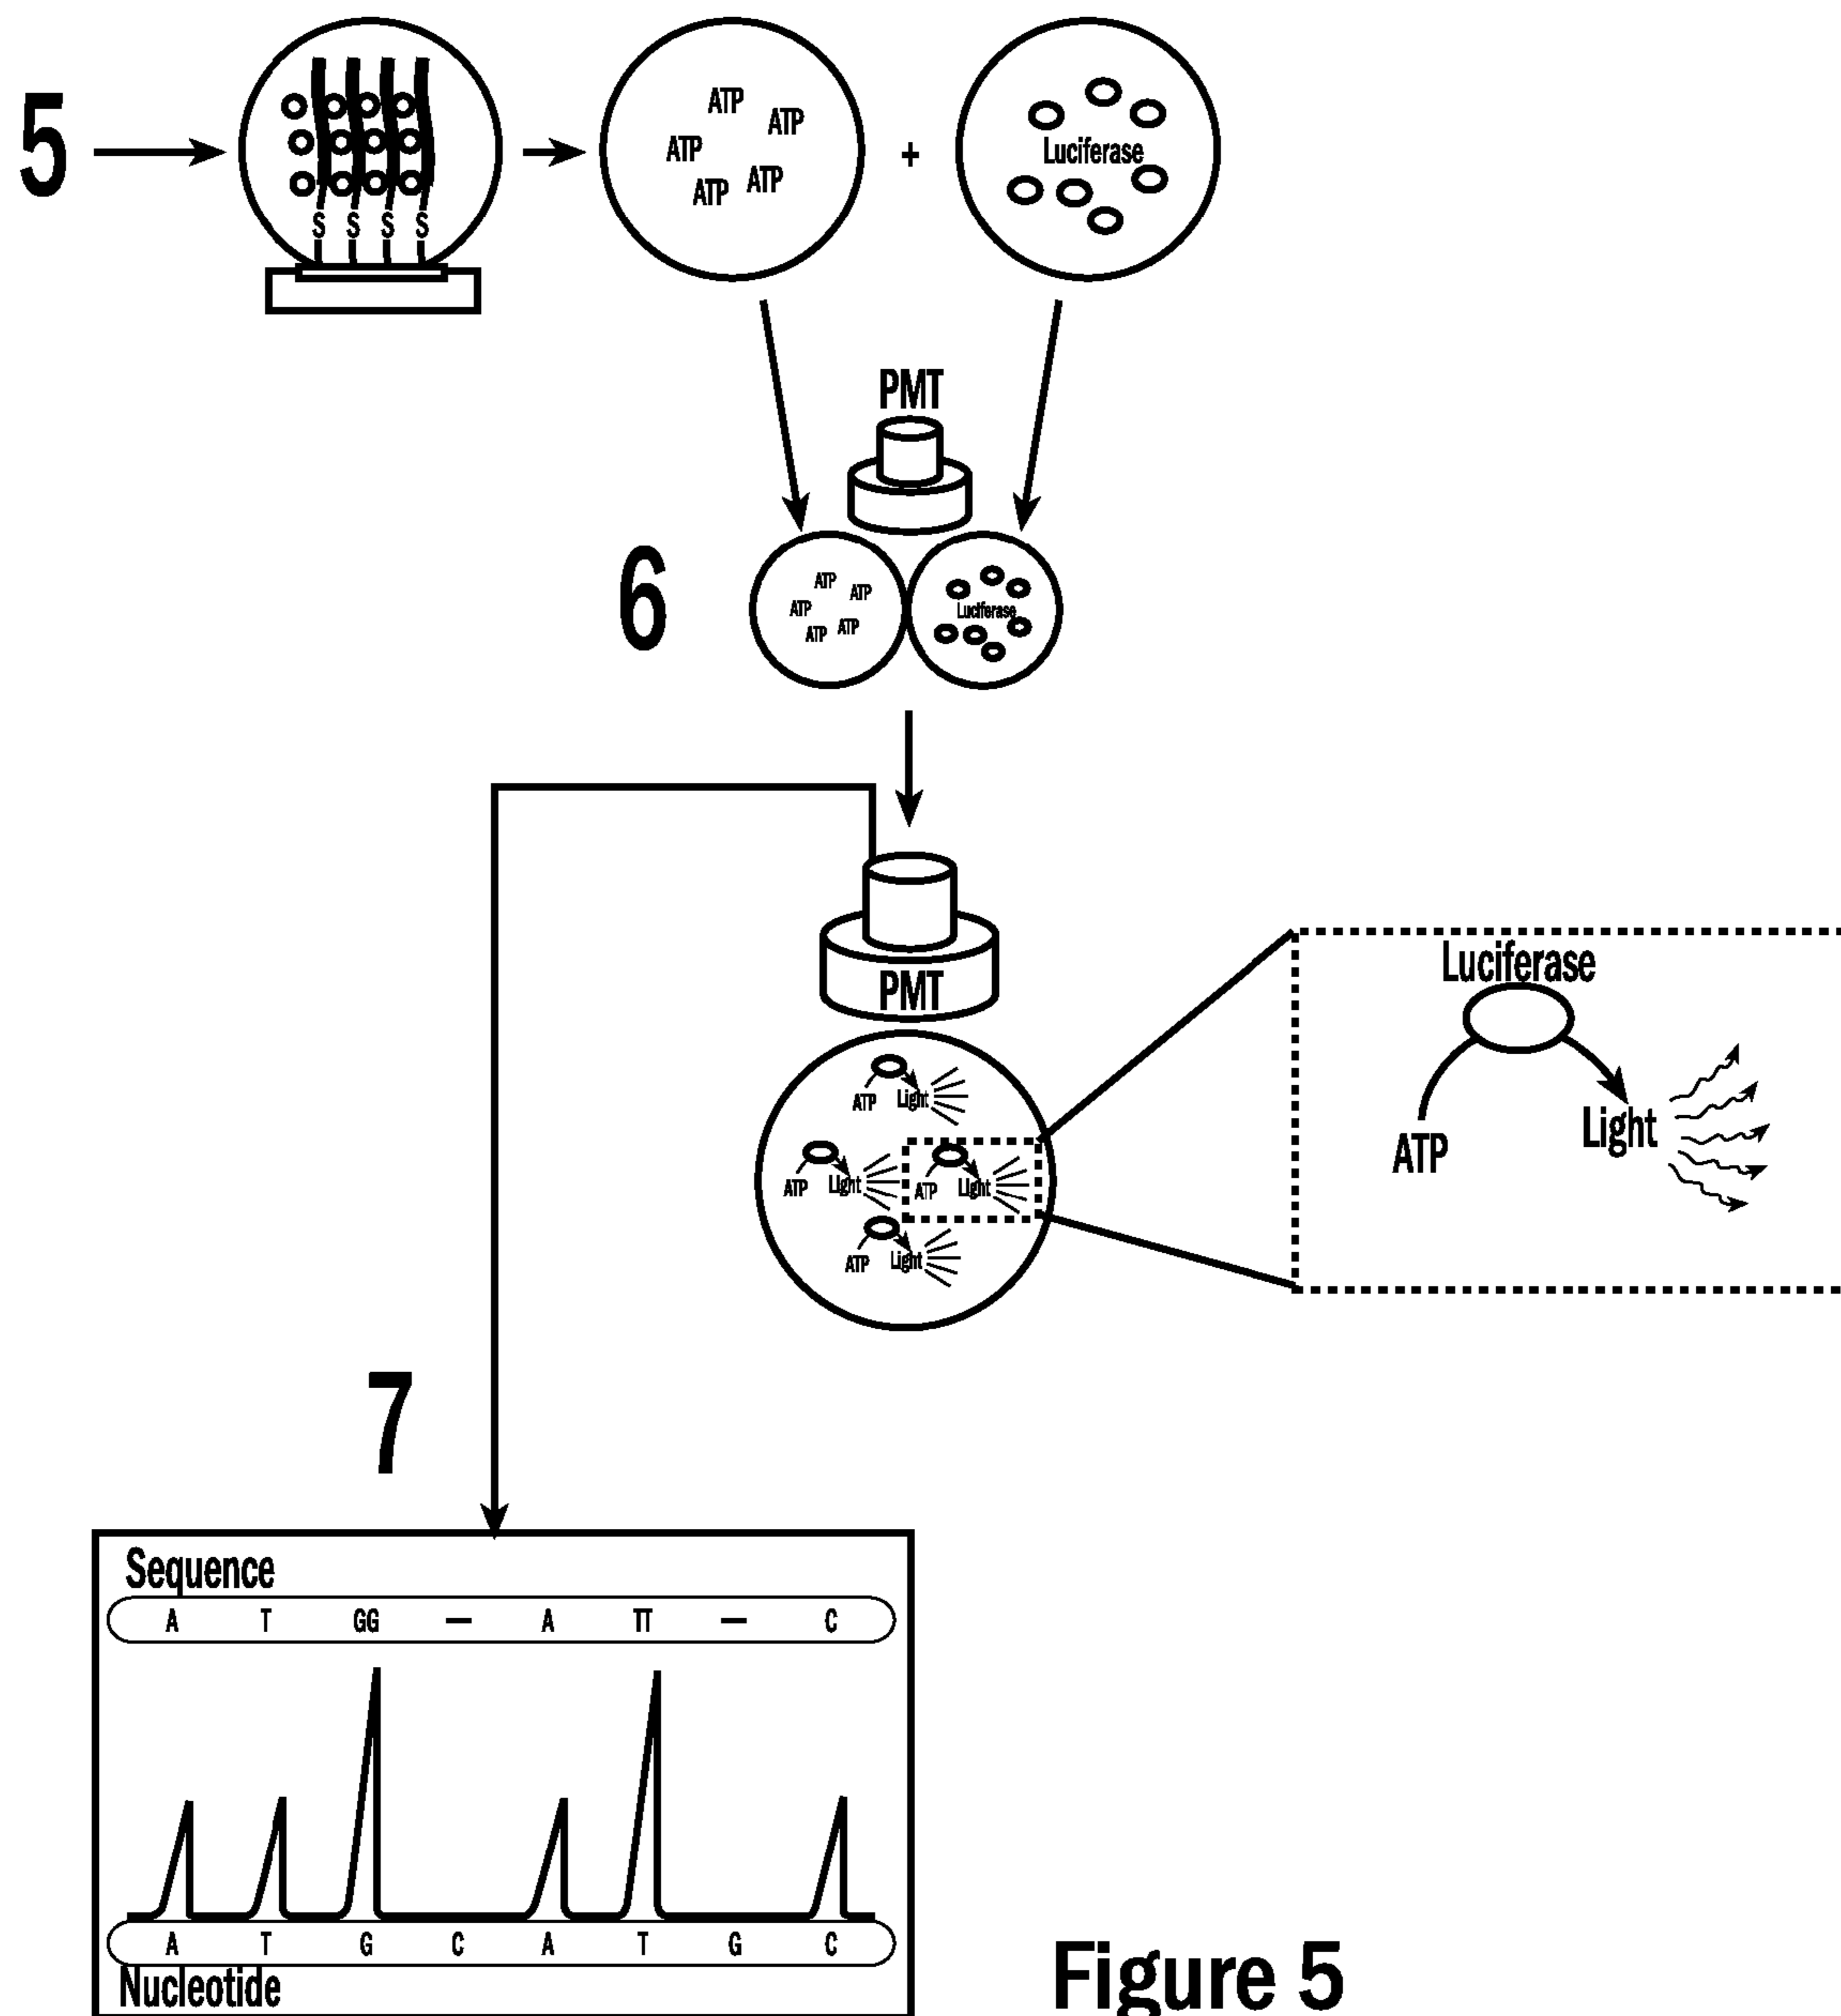 5
S S S S
ATP
ATP
ATP
ATP
ATP
+
Luciferase
PMT
6
ATP
ATP
ATP
ATP
ATP
Luciferase
PMT
ATP Light
ATP Light
ATP Light
ATP Light
Luciferase
ATP
Light
7
Sequence
A T GG — A TT — C
A T G C A T G C
Nucleotide
Figure 5